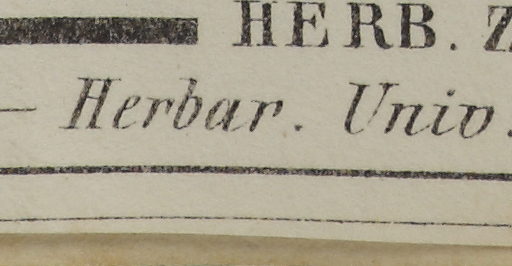 HERB. Z
— Herbar. Univ.